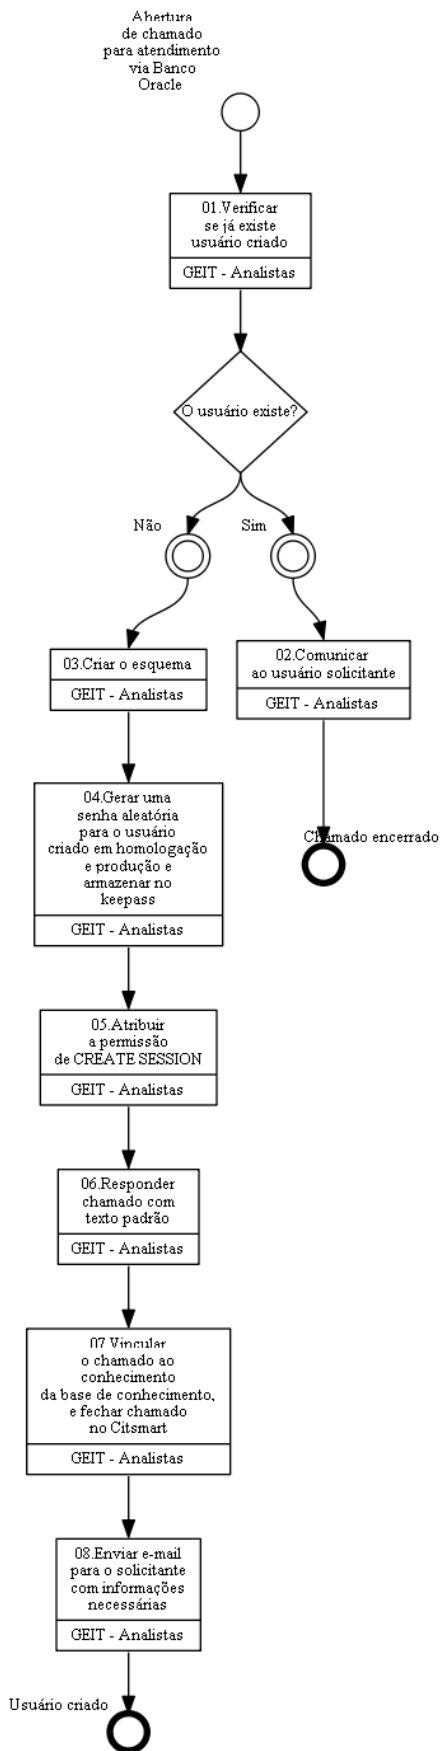 Abertura
de chamado
para atendimento
via Banco
Oracle
01.Verificar
se já existe
usuário criado
GEIT - Analistas
O usuário existe?
Não
Sim
03.Criar o esquema
GEIT - Analistas
02.Comunicar
ao usuário solicitante
GEIT - Analistas
04.Gerar uma
senha aleatória
para o usuário
criado em homologação
e produção e
armazenar no
keepass
GEIT - Analistas
Chamado encerrado
05.Atribuir
a permissão
de CREATE SESSION
GEIT - Analistas
06.Responder
chamado com
texto padrão
GEIT - Analistas
07.Vincular
o chamado ao
conhecimento
da base de conhecimento,
e fechar chamado
no Citsmart
GEIT - Analistas
08.Enviar e-mail
para o solicitante
com informações
necessárias
GEIT - Analistas
Usuário criado